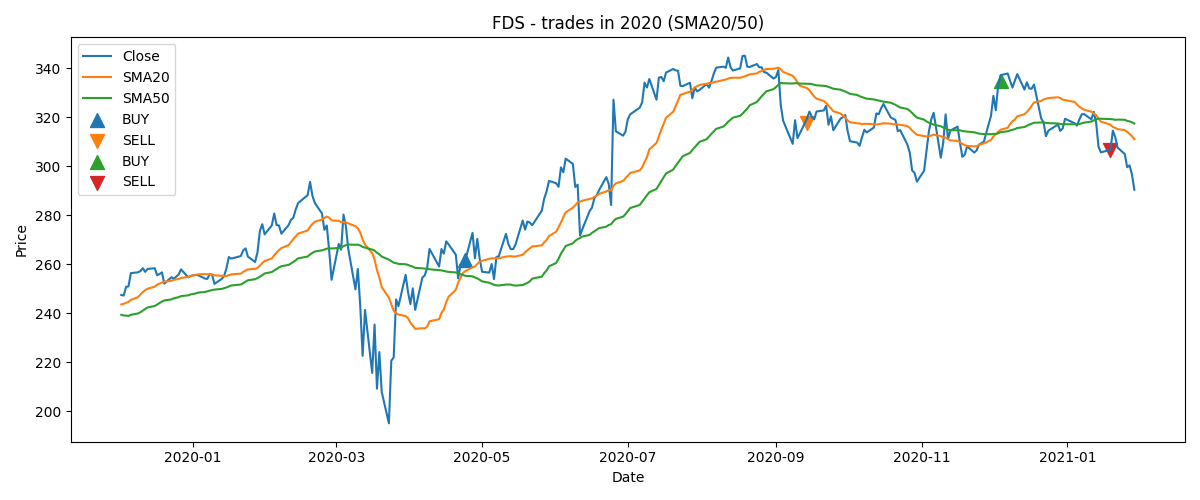 FDS - trades in 2020 (SMA20/50)
Close
SMA20
SMA50
BUY
SELL
BUY
SELL
Price
340
320
300
280
260
240
220
200
2020-01
2020-03
2020-05
2020-07
2020-09
2020-11
2021-01
Date